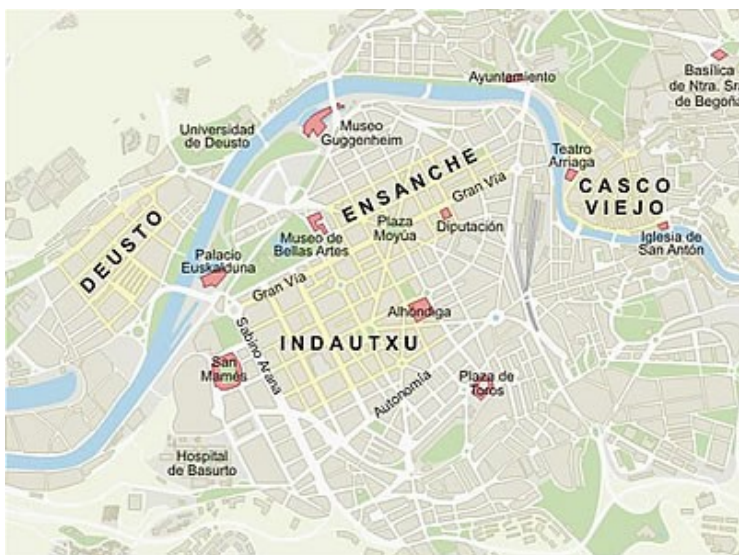 Ayuntamiento
Basílica
de Ntra. Sra.
de Begoña
Universidad
de Deusto
Museo
Guggenheim
Teatro
Arriaga
ENSANCHE
CASCO
VIEJO
Gran Vía
DEUSTO
Plaza
Moyúa
Diputación
Iglesia de
San Antón
Museo de
Bellas Artes
Palacio
Euskalduna
Gran Vía
Alhóndiga
Sabino Arana
INDAUTXU
San
Mamés
Autonomía
Plaza de
Toros
Hospital
de Basurto